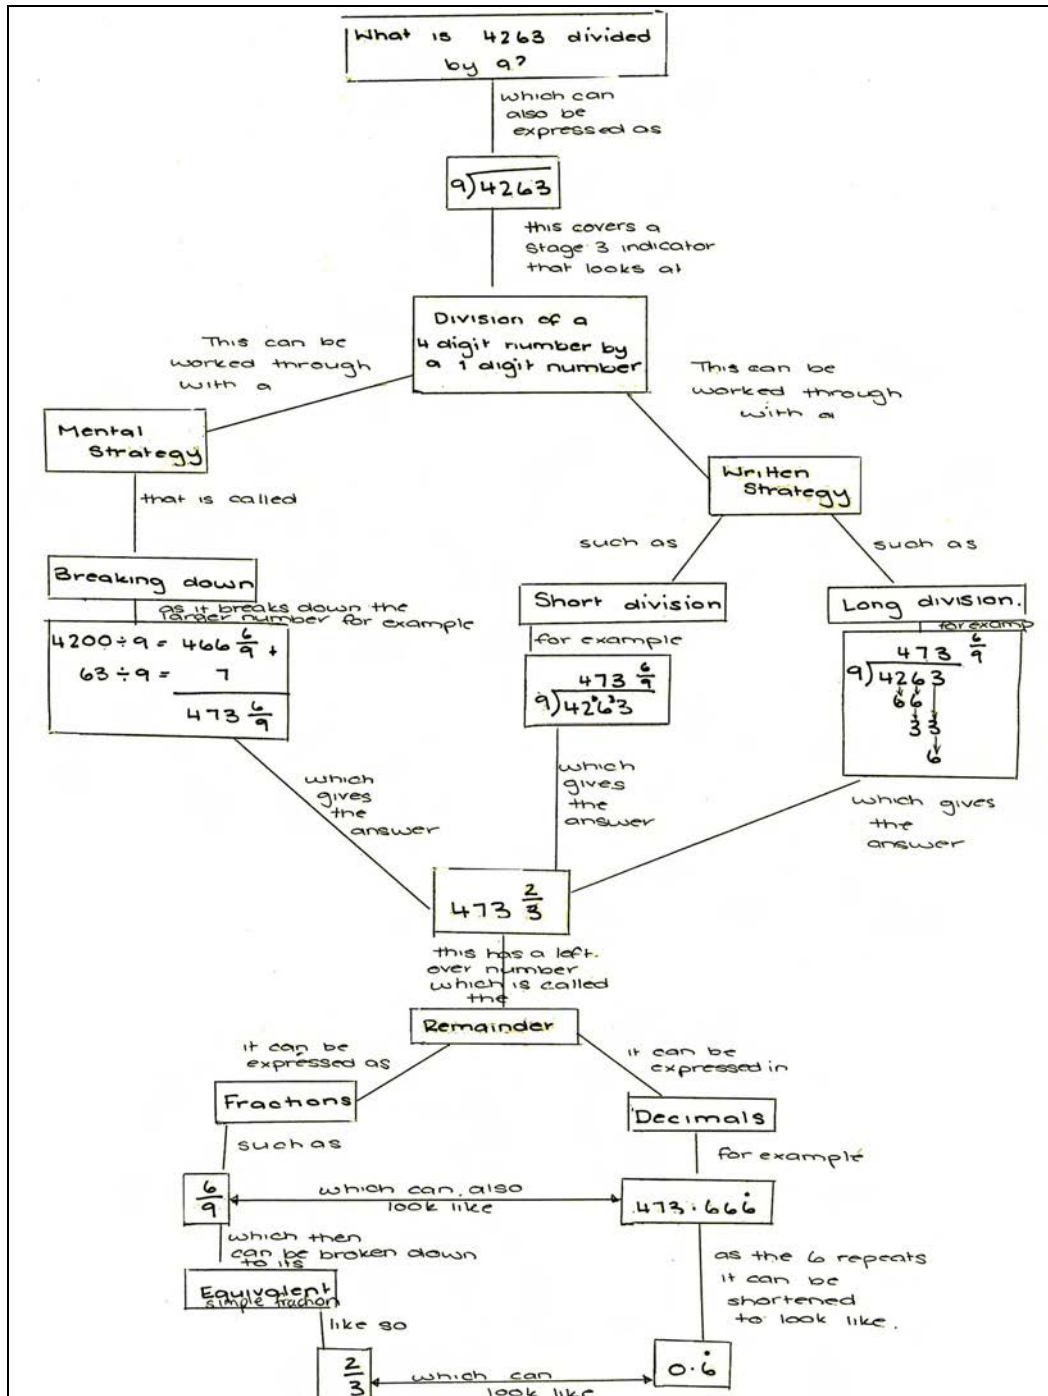 What is 4263 divided
by 9?
which can
also be
expressed as
9)4263
this covers a
stage 3 indicator
that looks at
Division of a
4 digit number by
a 1 digit number
This can be
worked through
with a
This can be
worked through
with a
Mental
Strategy
Written
Strategy
that is called
such as
such as
Breaking down
Short division
Long division.
as it breaks down the
larger number for example
for example
for examp
4200÷9 = 466 6/9 +
63÷9 = 7
473 6/9
473 6/9
9)42⁶6³3
473 6/9
9)4263
66
33
6
which
gives
the
answer
which
gives
the
answer
which gives
the
answer
473 2/3
this has a left.
over number
which is called
the
Remainder
it can be
expressed as
it can be
expressed in
Fractions
Decimals
such as
for example
6/9
which can also
look like
473.666̇
which then
can be broken down
to its
as the 6 repeats
it can be
shortened
to look like.
Equivalent
simple fraction
like so
2/3
which can
look like
0.6̇